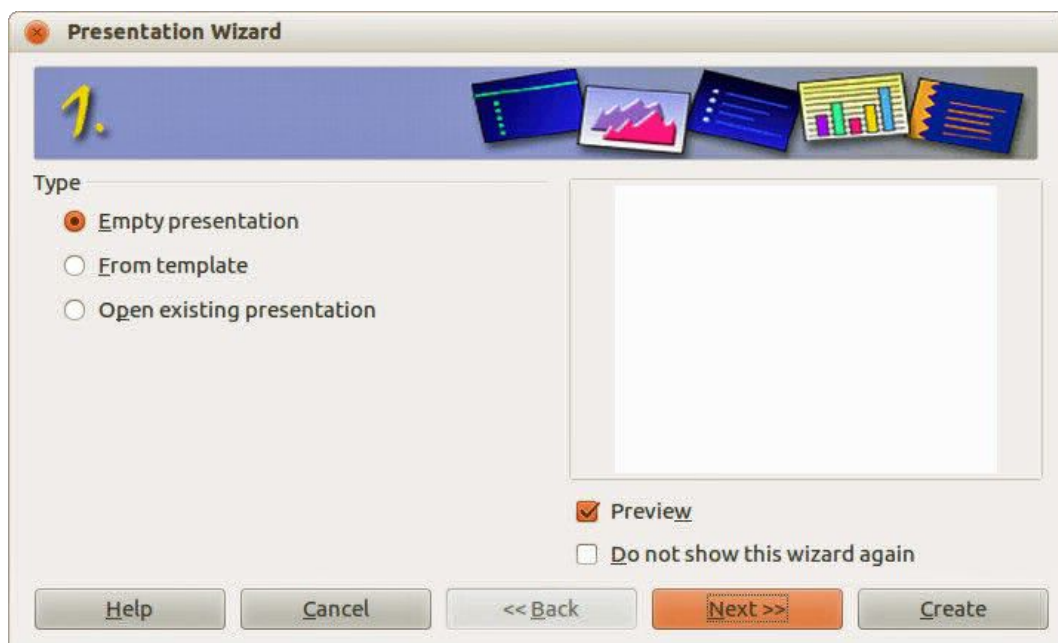 Presentation Wizard
1.
Type
Empty presentation
From template
Open existing presentation
Preview
Do not show this wizard again
Help
Cancel
<< Back
Next >>
Create